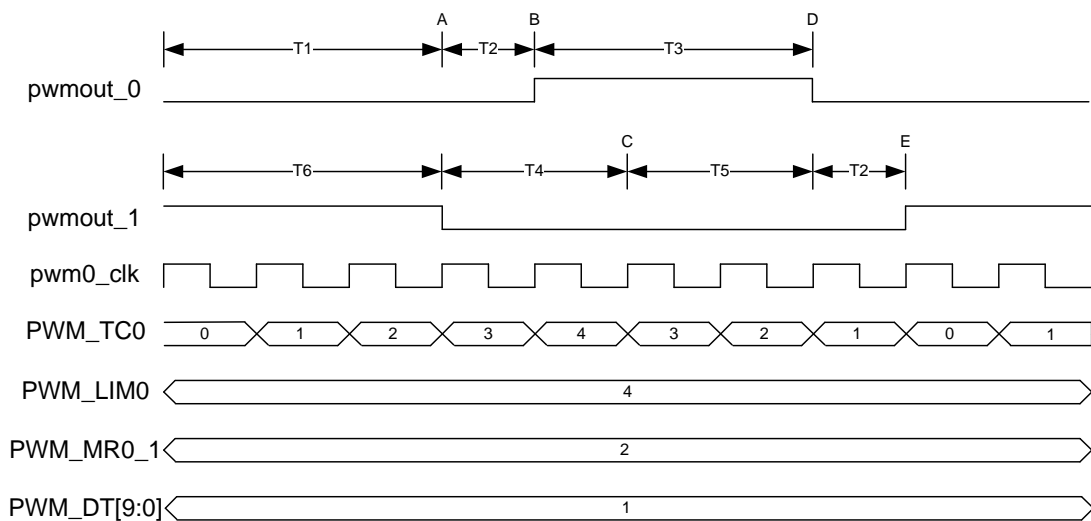 A B D
T1 T2 T3
pwmout_0
C E
T6 T4 T5 T2
pwmout_1
pwm0_clk
PWM_TC0 0 1 2 3 4 3 2 1 0 1
PWM_LIM0 4
PWM_MR0_1 2
PWM_DT[9:0] 1